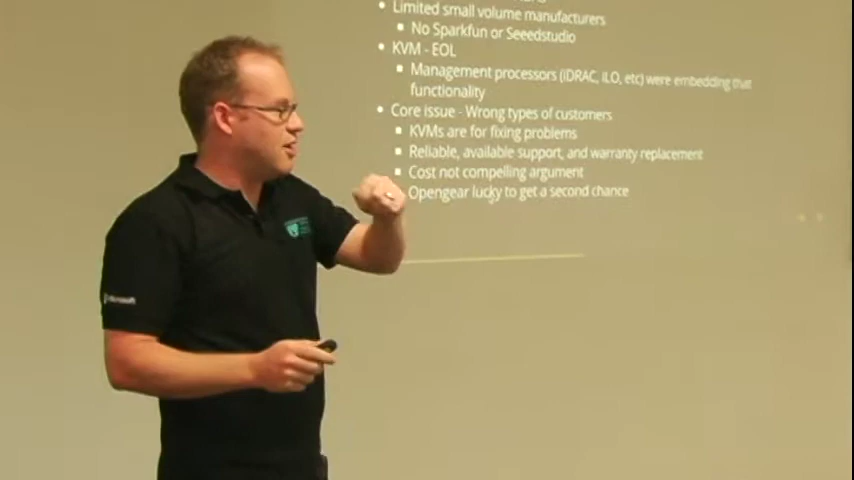 Limited small volume manufacturers
No Sparkfun or Seeedstudio
KVM - EOL
Management processors (iDRAC, iLO, etc) were embedding that
functionality
Core issue - Wrong types of customers
KVMs are for fixing problems
Reliable, available support, and warranty replacement
Cost not compelling argument
Opengear lucky to get a second chance
Microsoft